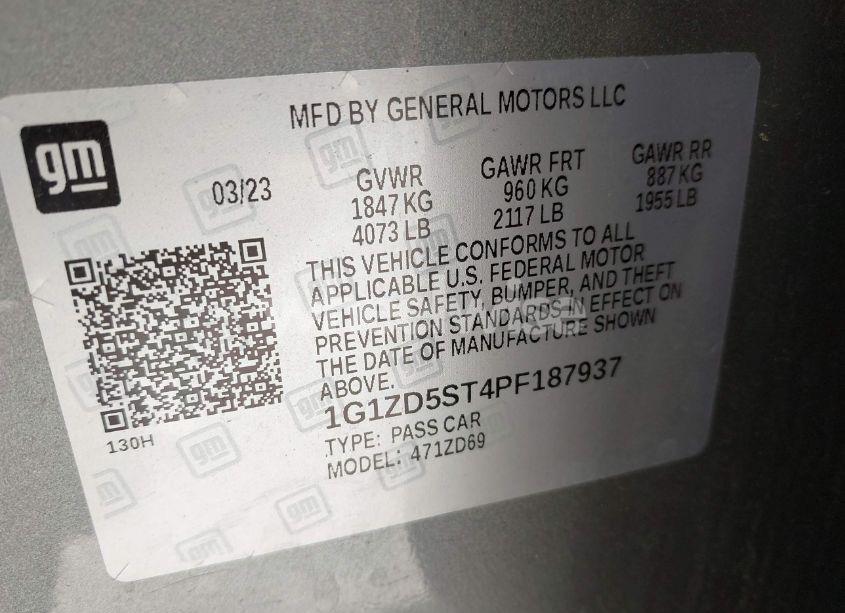 MFD BY GENERAL MOTORS LLC
gm
03/23
GVWR
1847 KG
4073 LB
GAWR FRT
960 KG
2117 LB
GAWR RR
887 KG
1955 LB
THIS VEHICLE CONFORMS TO ALL
APPLICABLE U.S. FEDERAL MOTOR
VEHICLE SAFETY, BUMPER, AND THEFT
PREVENTION STANDARDS IN EFFECT ON
THE DATE OF MANUFACTURE SHOWN
ABOVE.
1G1ZD5ST4PF187937
TYPE: PASS CAR
MODEL: 471ZD69
130H